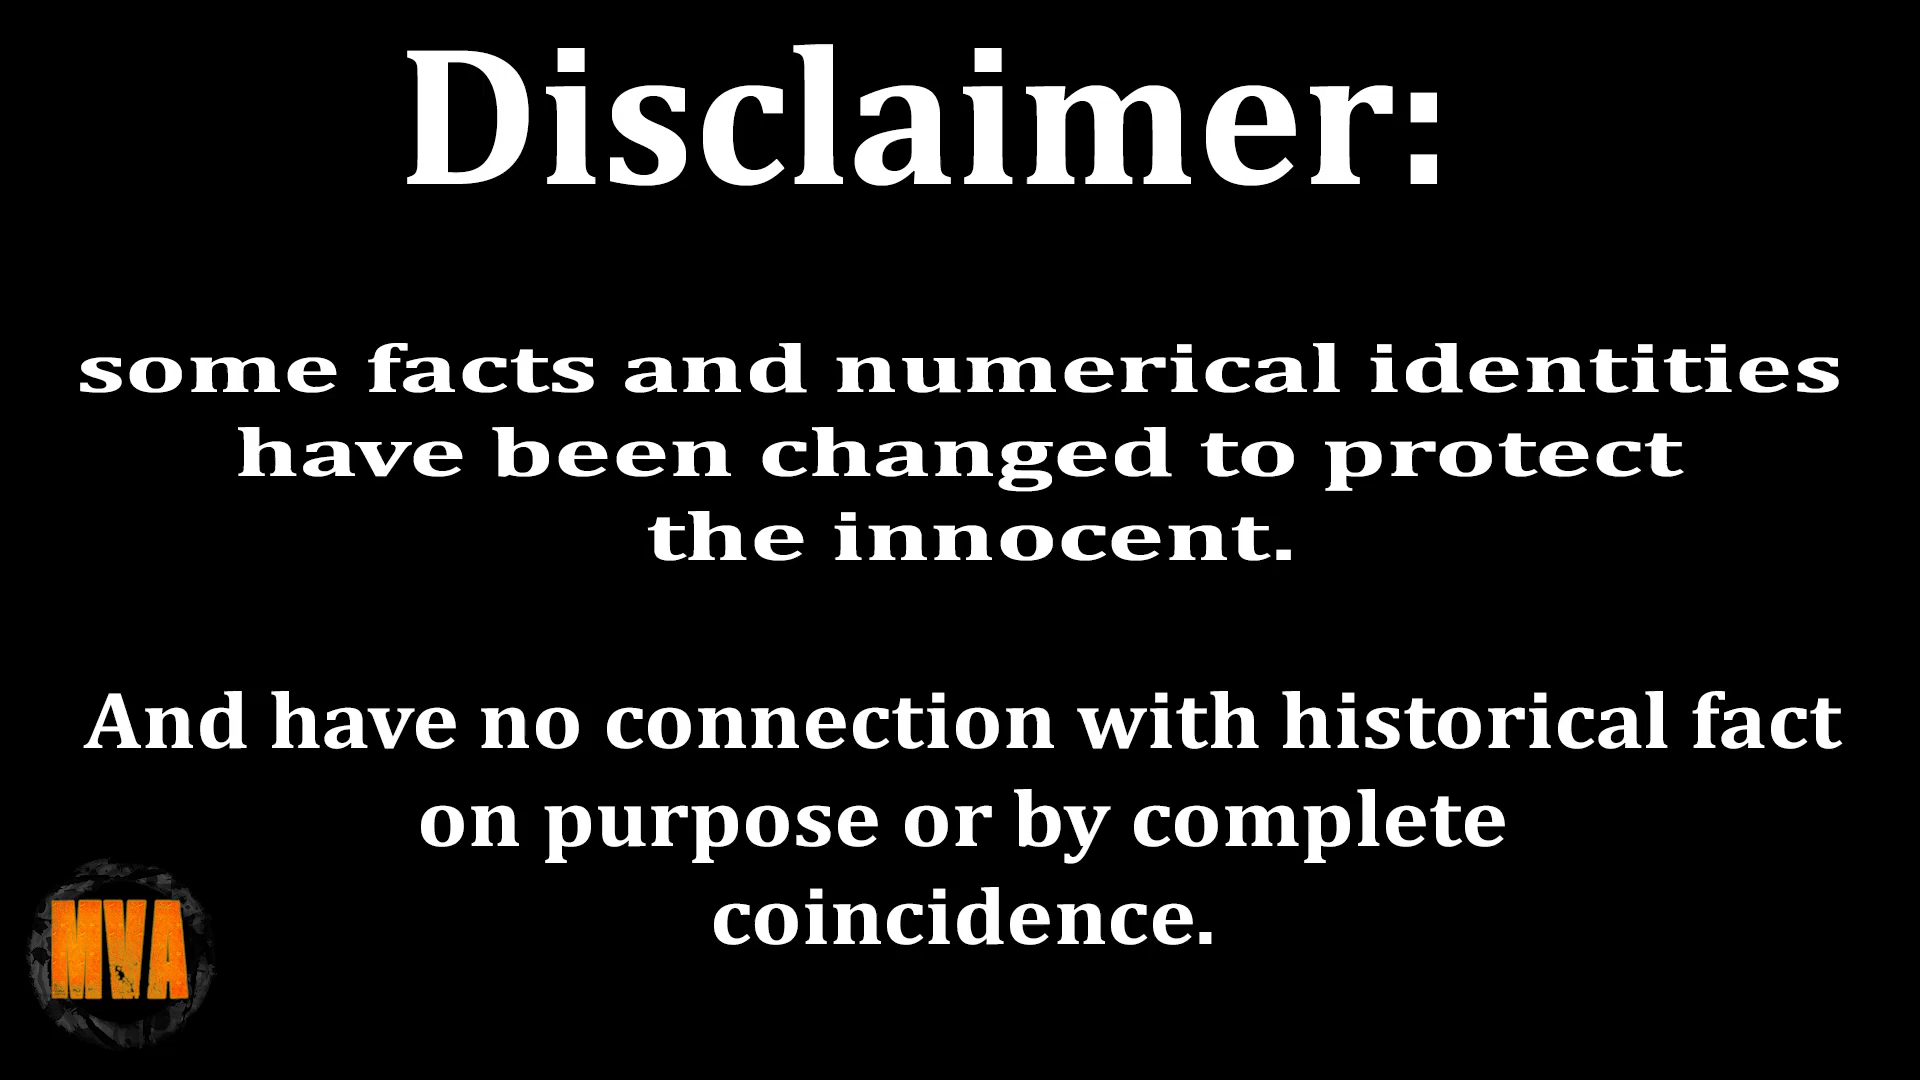 Disclaimer:
some facts and numerical identities
have been changed to protect
the innocent.
And have no connection with historical fact
on purpose or by complete
coincidence.
MVA